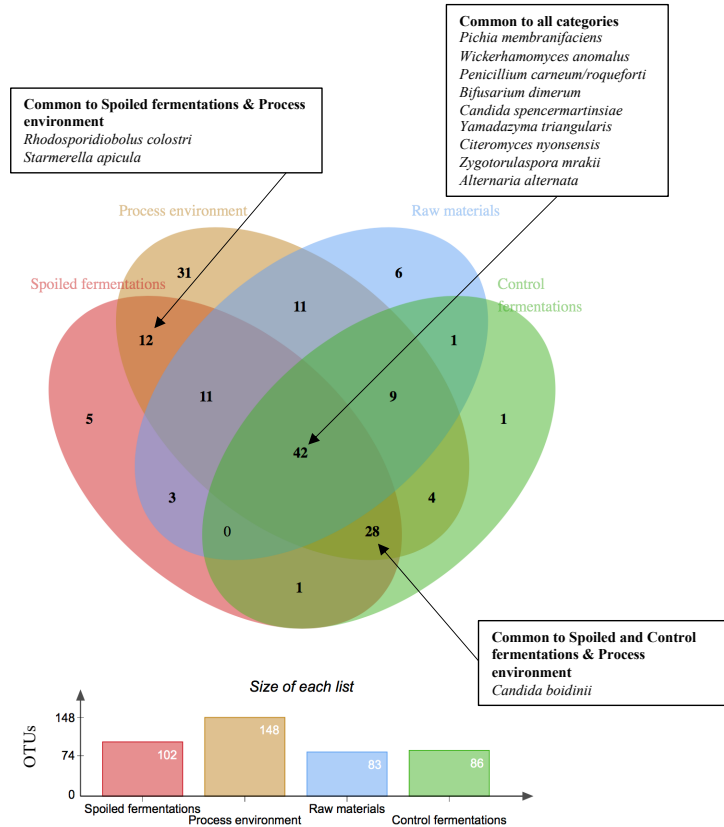 Common to all categories
Pichia membranifaciens
Wickerhamomyces anomalus
Penicillium carneum/roqueforti
Bifusarium dimerum
Candida spencermartinsiae
Yamadazyma triangularis
Citeromyces nyonsensis
Zygotorulaspora mrakii
Alternaria alternata
Common to Spoiled fermentations & Process
environment
Rhodosporidiobolus colostri
Starmerella apicula
Process environment
Raw materials
Spoiled fermentations
Control
fermentations
31
6
11
12
1
11
9
5
1
42
3
4
0
28
1
Common to Spoiled and Control
fermentations & Process
environment
Candida boidinii
Size of each list
OTUs
148
74
0
102
148
83
86
Spoiled fermentations
Process environment
Raw materials
Control fermentations